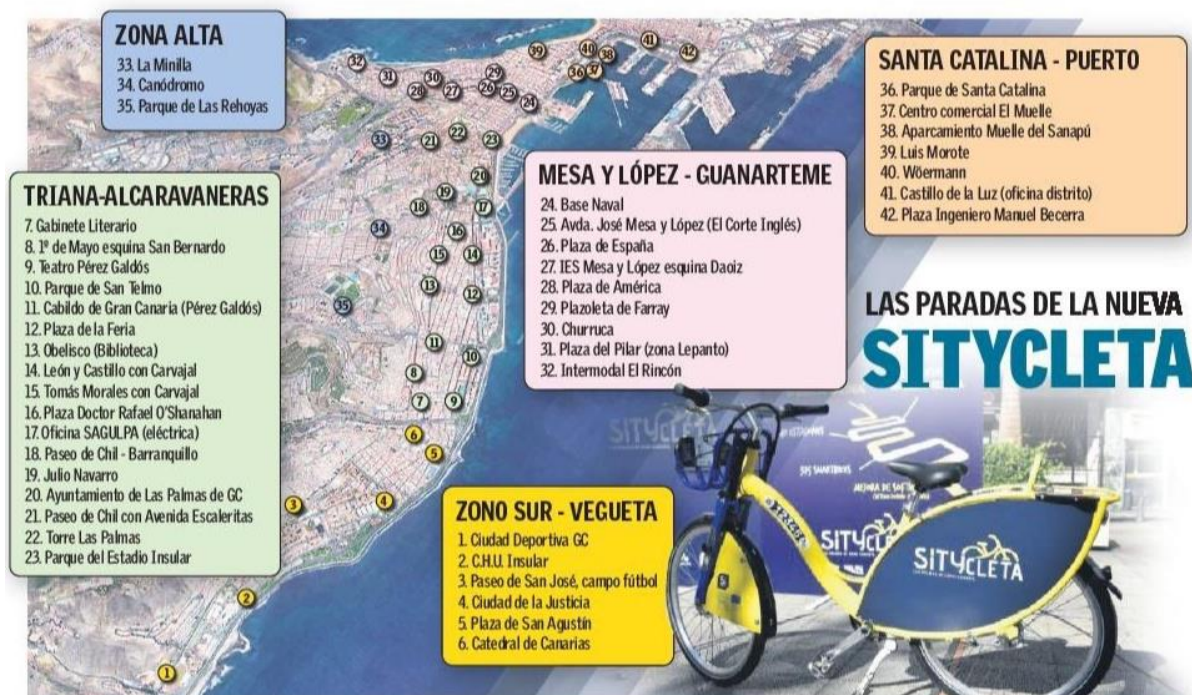 ZONA ALTA
33. La Minilla
34. Canódromo
35. Parque de Las Rehoyas
TRIANA-ALCARAVANERAS
7. Gabinete Literario
8. 1º de Mayo esquina San Bernardo
9. Teatro Pérez Galdós
10. Parque de San Telmo
11. Cabildo de Gran Canaria (Pérez Galdós)
12. Plaza de la Feria
13. Obelisco (Biblioteca)
14. León y Castillo con Carvajal
15. Tomás Morales con Carvajal
16. Plaza Doctor Rafael O'Shanahan
17. Oficina SAGULPA (eléctrica)
18. Paseo de Chil - Barranquillo
19. Julio Navarro
20. Ayuntamiento de Las Palmas de GC
21. Paseo de Chil con Avenida Escaleritas
22. Torre Las Palmas
23. Parque del Estadio Insular
MESA Y LÓPEZ - GUANARTEME
24. Base Naval
25. Avda. José Mesa y López (El Corte Inglés)
26. Plaza de España
27. IES Mesa y López esquina Daoiz
28. Plaza de América
29. Plazoleta de Farray
30. Churruca
31. Plaza del Pilar (zona Lepanto)
32. Intermodal El Rincón
SANTA CATALINA - PUERTO
36. Parque de Santa Catalina
37. Centro comercial El Muelle
38. Aparcamiento Muelle del Sanapú
39. Luis Morote
40. Wöermann
41. Castillo de la Luz (oficina distrito)
42. Plaza Ingeniero Manuel Becerra
LAS PARADAS DE LA NUEVA
SITYCLETA
ZONO SUR - VEGUETA
1. Ciudad Deportiva GC
2. C.H.U. Insular
3. Paseo de San José, campo fútbol
4. Ciudad de la Justicia
5. Plaza de San Agustín
6. Catedral de Canarias
41
39
40
38
42
32
36
37
31
30
29
28
27
26
25
24
33
21
22
23
20
19
18
17
34
16
15
14
13
12
35
11
10
8
7
9
6
5
3
4
2
1
SITYCLETA
SITYCLETA